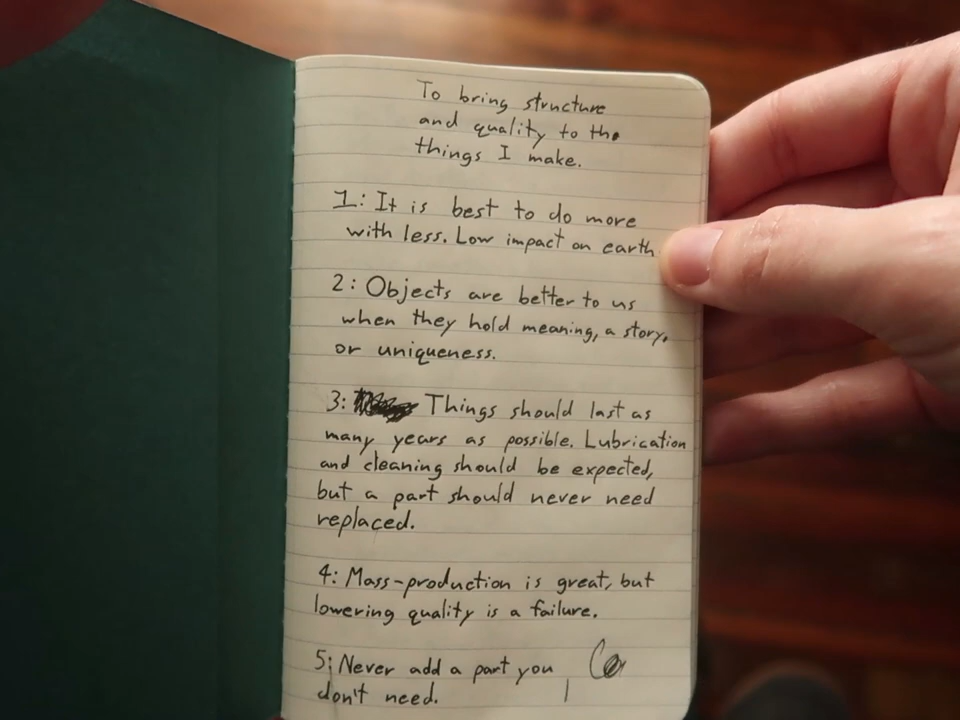 To bring structure
and quality to the
things I make.
1: It is best to do more
with less. Low impact on earth
2: Objects are better to us
when they hold meaning, a story,
or uniqueness.
3: Things should last as
many years as possible. Lubrication
and cleaning should be expected,
but a part should never need
replaced.
4: Mass-production is great, but
lowering quality is a failure.
5: Never add a part you
don't need.